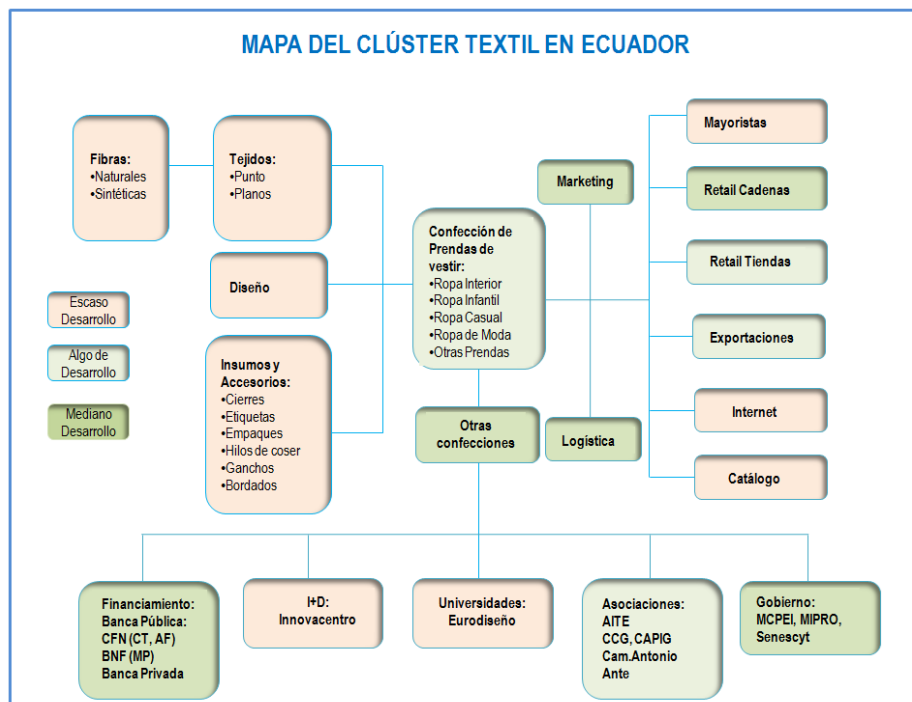 MAPA DEL CLÚSTER TEXTIL EN ECUADOR
Fibras:
•Naturales
•Sintéticas
Tejidos:
•Punto
•Planos
Diseño
Insumos y
Accesorios:
•Cierres
•Etiquetas
•Empaques
•Hilos de coser
•Ganchos
•Bordados
Escaso
Desarrollo
Algo de
Desarrollo
Mediano
Desarrollo
Confección de
Prendas de
vestir:
•Ropa Interior
•Ropa Infantil
•Ropa Casual
•Ropa de Moda
•Otras Prendas
Otras
confecciones
Marketing
Logística
Mayoristas
Retail Cadenas
Retail Tiendas
Exportaciones
Internet
Catálogo
Financiamiento:
Banca Pública:
CFN (CT, AF)
BNF (MP)
Banca Privada
I+D:
Innovacentro
Universidades:
Eurodiseño
Asociaciones:
AITE
CCG, CAPIG
Cam.Antonio
Ante
Gobierno:
MCPEI, MIPRO,
Senescyt